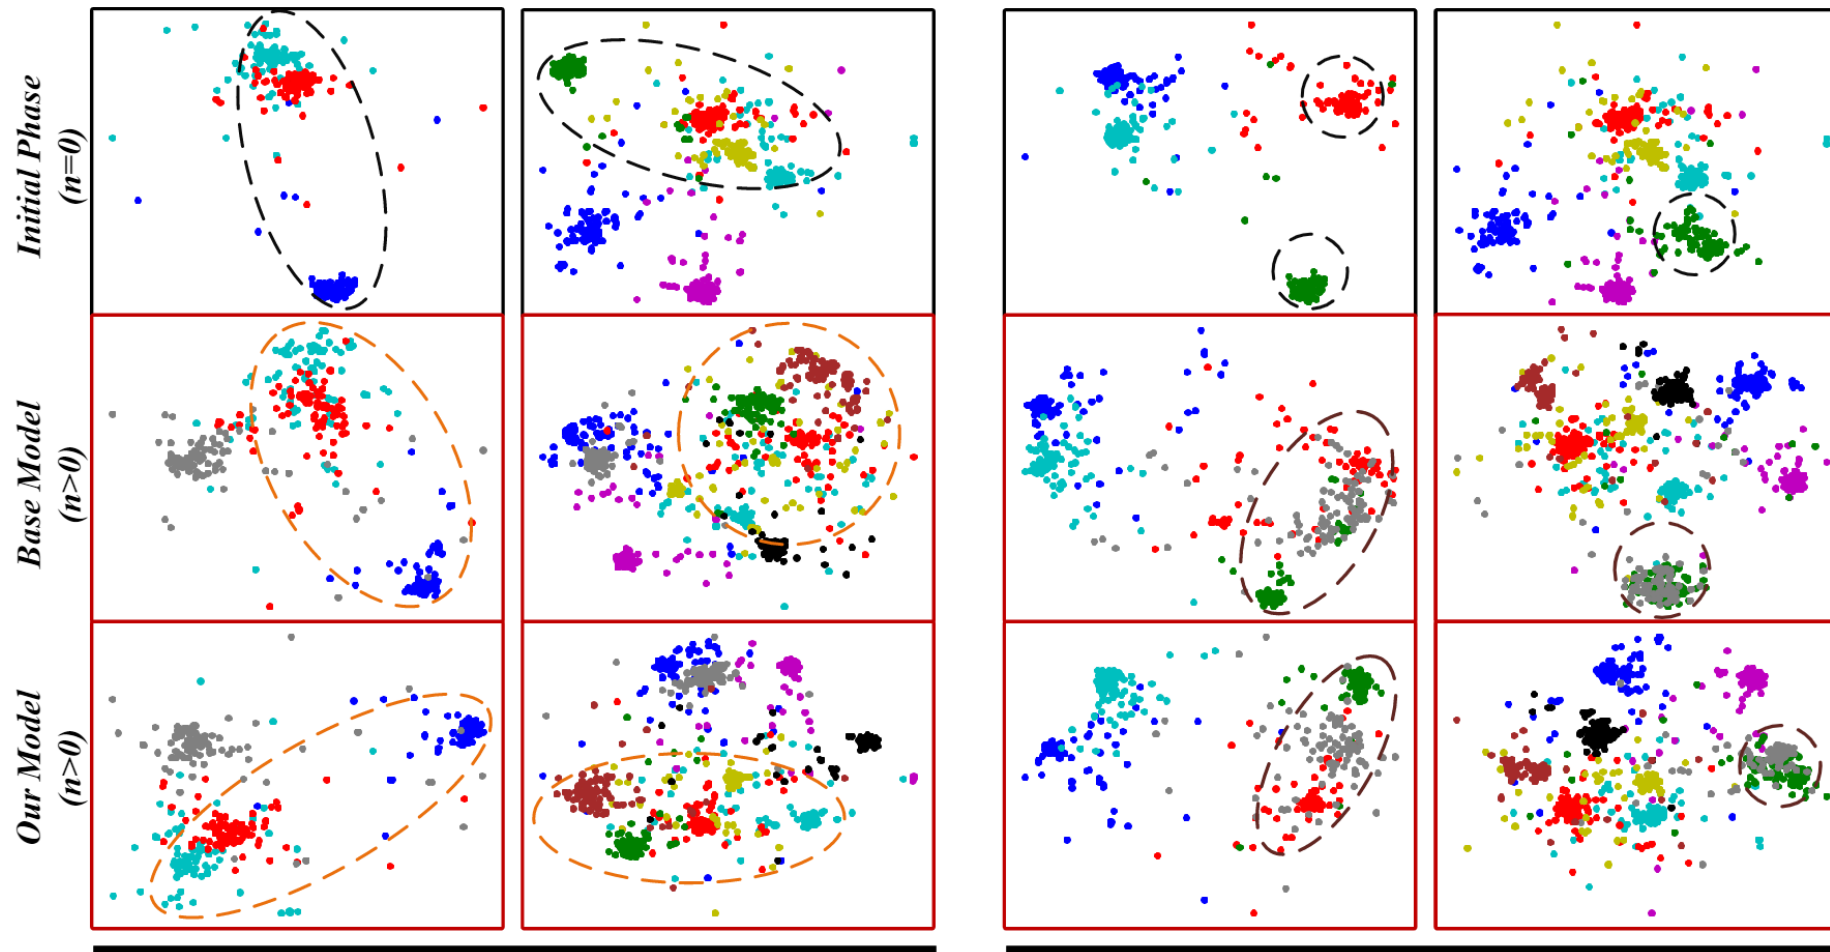 Initial Phase
(n=0)
Base Model
(n>0)
Our Model
(n>0)